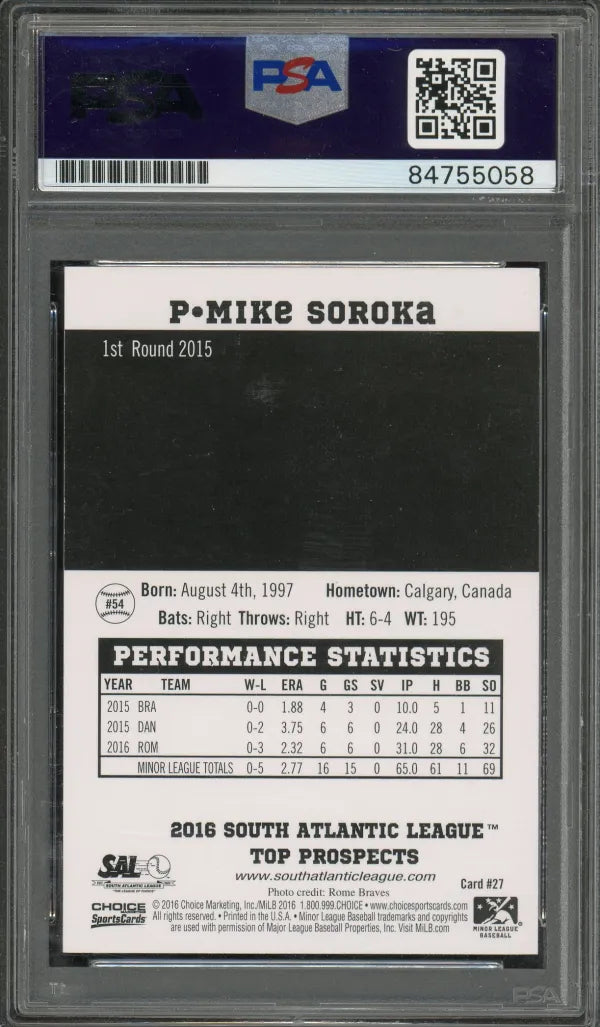 PSA
PSA
84755058
P•MIKE SOROKA
1st Round 2015
#54
Born: August 4th, 1997 Hometown: Calgary, Canada
Bats: Right Throws: Right HT: 6-4 WT: 195
PERFORMANCE STATISTICS
YEAR TEAM W-L ERA G GS SV IP H BB SO
2015 BRA 0-0 1.88 4 3 0 10.0 5 1 11
2015 DAN 0-2 3.75 6 6 0 24.0 28 4 26
2016 ROM 0-3 2.32 6 6 0 31.0 28 6 32
MINOR LEAGUE TOTALS 0-5 2.77 16 15 0 65.0 61 11 69
2016 SOUTH ATLANTIC LEAGUE™
TOP PROSPECTS
www.southatlanticleague.com
Photo credit: Rome Braves
Card #27
SAL
SOUTH ATLANTIC LEAGUE
CHOICE
MARKETING
SportsCards
© 2016 Choice Marketing, Inc./MiLB 2016 1.800.999.CHOICE • www.choicesportscards.com
All rights reserved. • Printed in the U.S.A. • Minor League Baseball trademarks and copyrights
are used with permission of Major League Baseball Properties, Inc. Visit MiLB.com
MINOR LEAGUE
BASEBALL
PSA